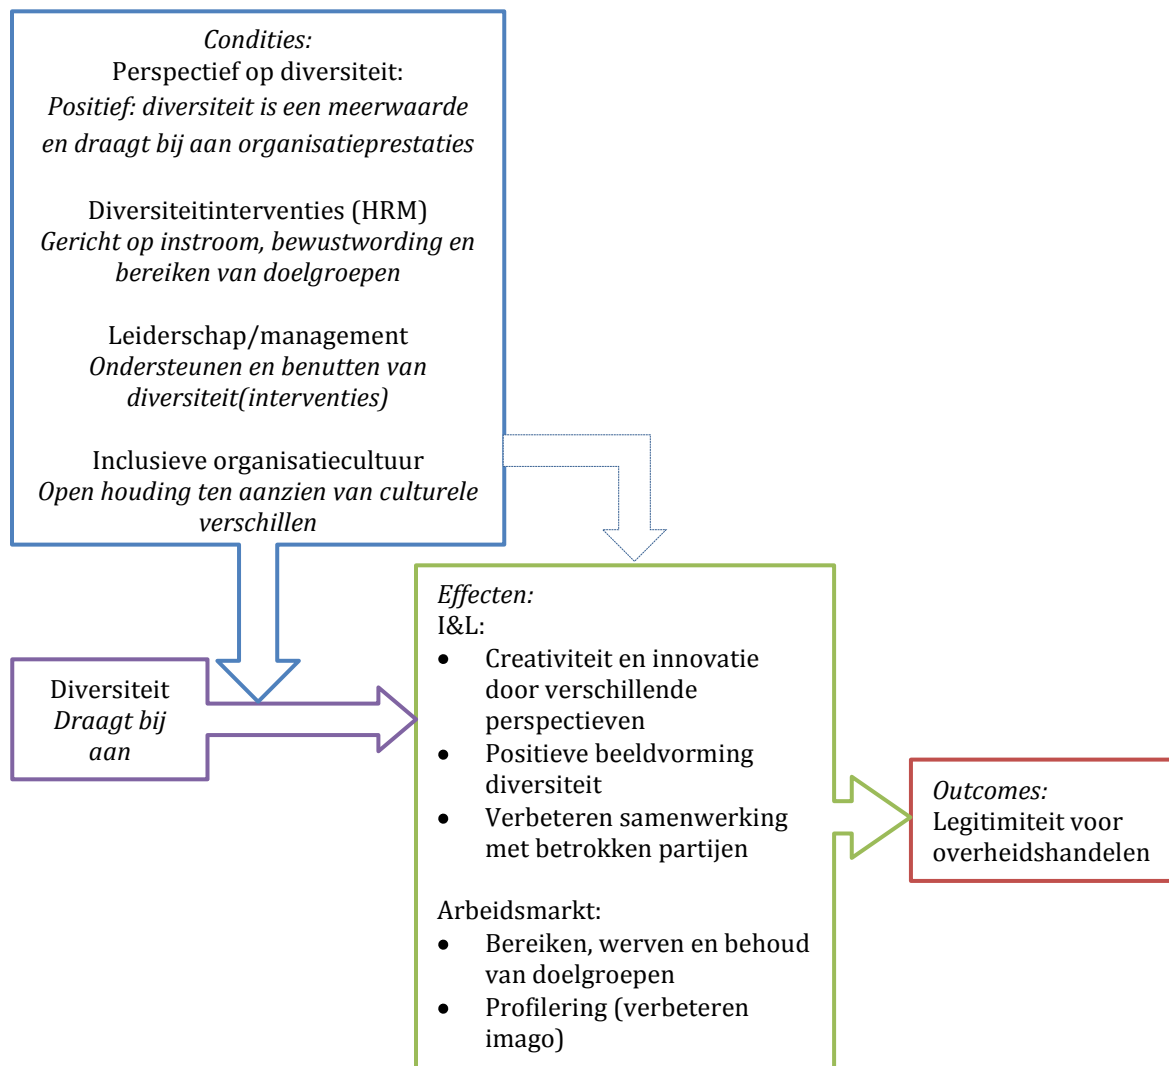 Condities:
Perspectief op diversiteit:
Positief: diversiteit is een meerwaarde
en draagt bij aan organisatieprestaties
Diversiteitinterventies (HRM)
Gericht op instroom, bewustwording en
bereiken van doelgroepen
Leiderschap/management
Ondersteunen en benutten van
diversiteit(interventies)
Inclusieve organisatiecultuur
Open houding ten aanzien van culturele
verschillen
Diversiteit
Draagt bij
aan
Effecten:
I&L:
• Creativiteit en innovatie
door verschillende
perspectieven
• Positieve beeldvorming
diversiteit
• Verbeteren samenwerking
met betrokken partijen
Arbeidsmarkt:
• Bereiken, werven en behoud
van doelgroepen
• Profilering (verbeteren
imago)
Outcomes:
Legitimiteit voor
overheidshandelen